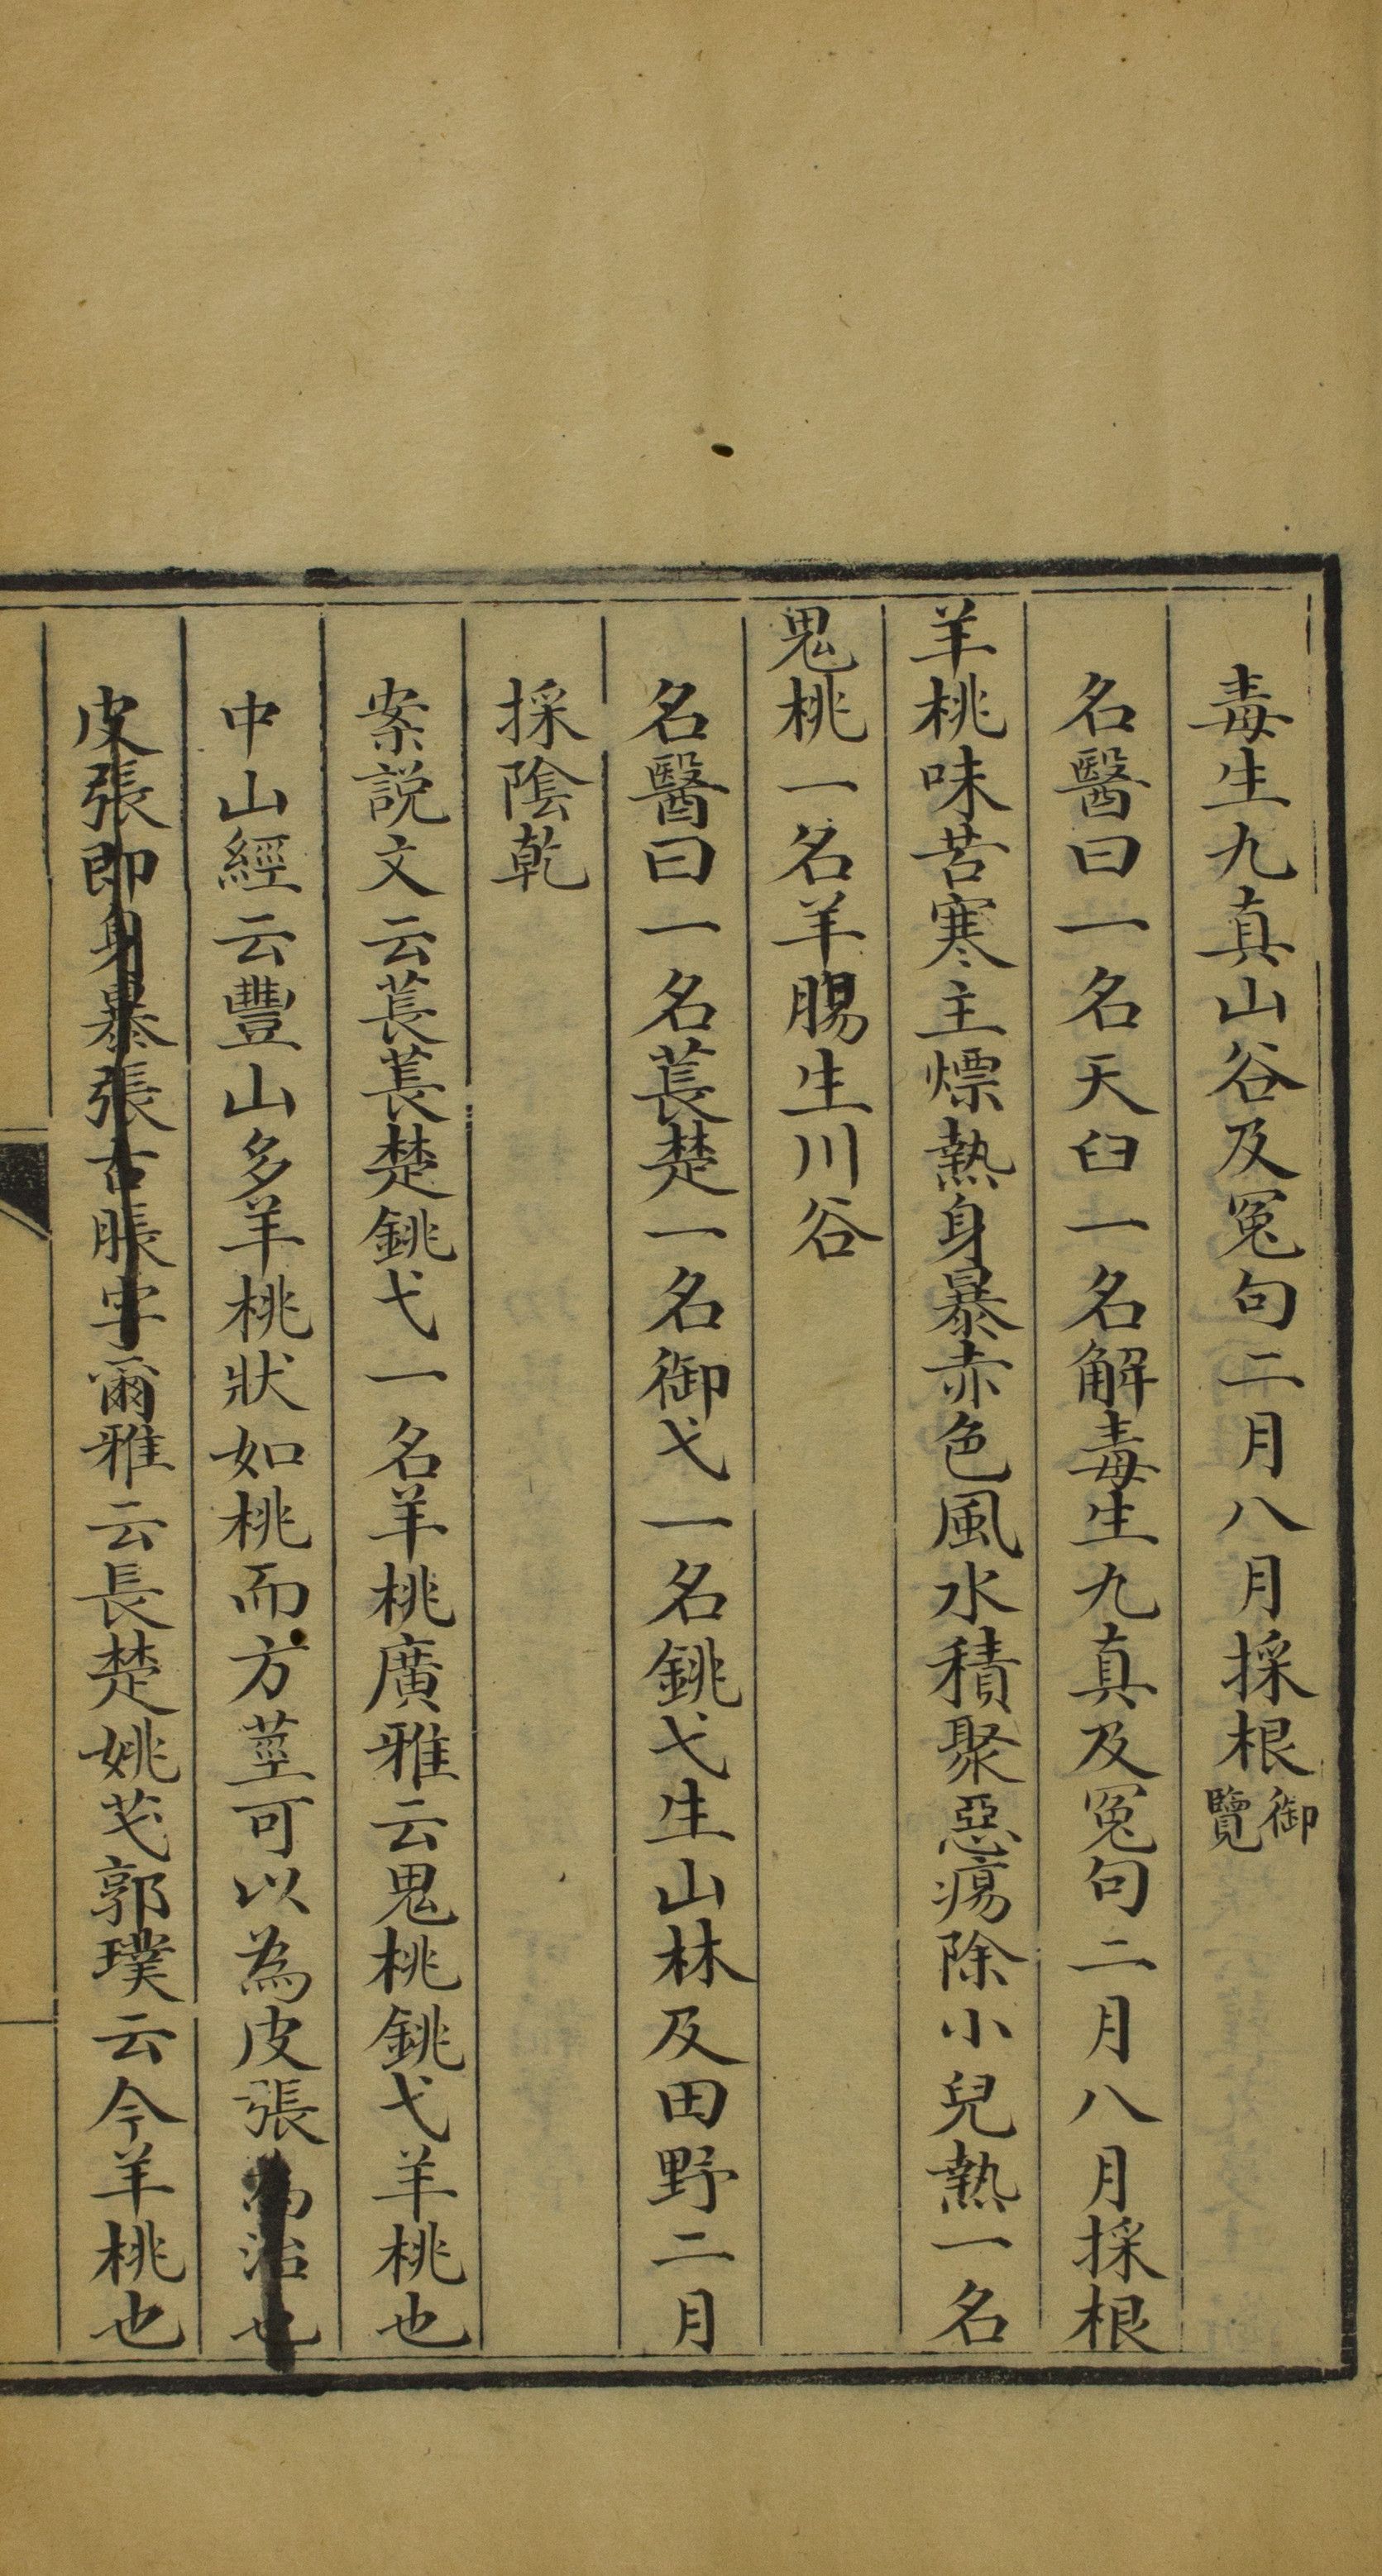 毒生九真山谷及冤句二月八月採根御覽
名醫曰一名天臼一名解毒生九真及冤句二月八月採根
羊桃味苦寒主熛熱身暴赤色風水積聚惡瘍除小兒熱一名
鬼桃一名羊腸生川谷
名醫曰一名萇楚一名御弋一名銚弋生山林及田野二月
採陰乾
案説文云萇萇楚銚弋一名羊桃廣雅云鬼桃銚弋羊桃也
中山經云豐山多羊桃狀如桃而方莖可以為皮張為治也
皮張即身暴張古脹字爾雅云長楚姚芅郭璞云今羊桃也